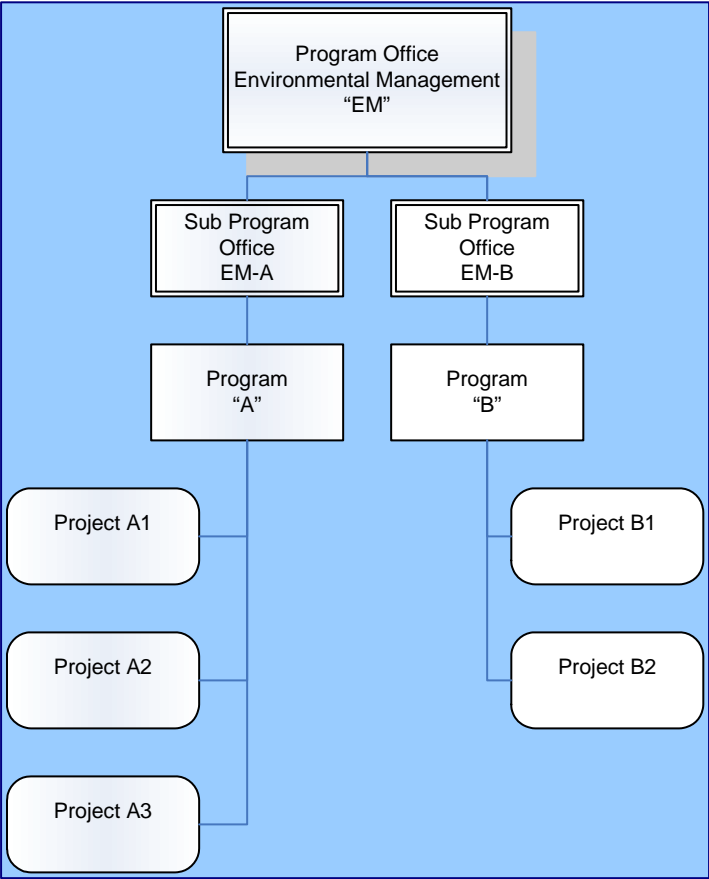 Program Office
Environmental Management
“EM”
Sub Program
Office
EM-A
Sub Program
Office
EM-B
Program
“A”
Program
“B”
Project A1
Project B1
Project A2
Project B2
Project A3